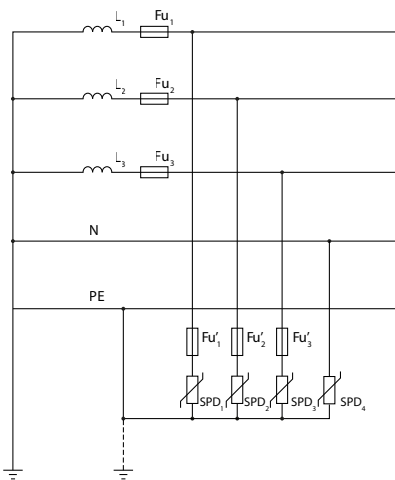 L₁ Fu₁
L₂ Fu₂
L₃ Fu₃
N
PE
Fu'₁ Fu'₂ Fu'₃
SPD₁ SPD₂ SPD₃ SPD₄